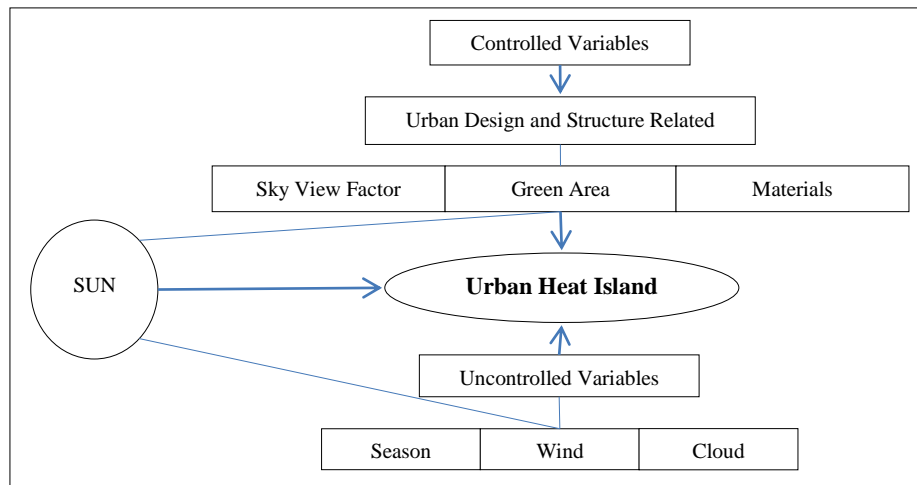 Controlled Variables
Urban Design and Structure Related
Sky View Factor
Green Area
Materials
SUN
Urban Heat Island
Uncontrolled Variables
Season
Wind
Cloud